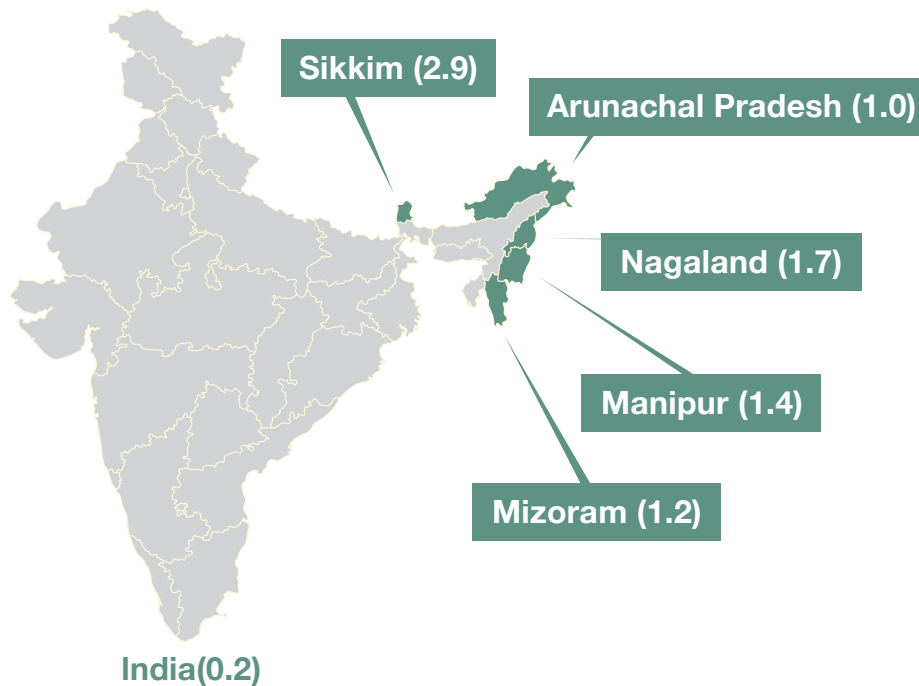 Sikkim (2.9)
Arunachal Pradesh (1.0)
Nagaland (1.7)
Manipur (1.4)
Mizoram (1.2)
India(0.2)